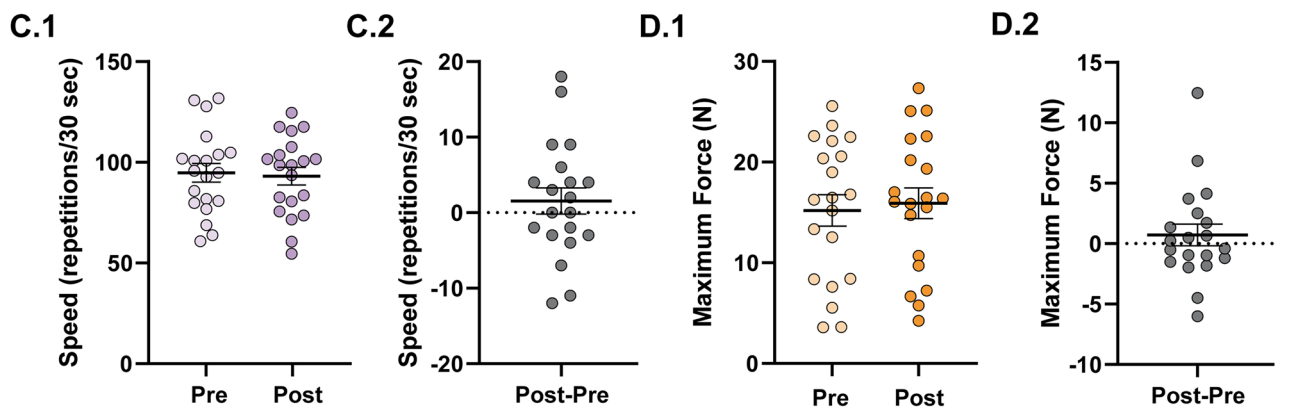 C.1
Speed (repetitions/30 sec)
150
100
50
0
Pre
Post
C.2
Speed (repetitions/30 sec)
20
10
0
-10
-20
Post-Pre
D.1
Maximum Force (N)
30
20
10
0
Pre
Post
D.2
Maximum Force (N)
15
10
5
0
-5
-10
Post-Pre